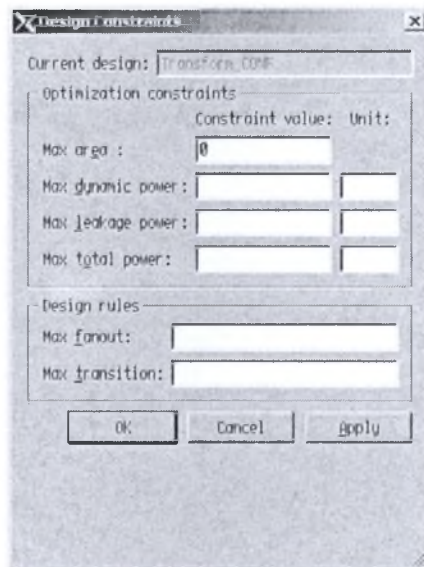 Design Constraints
Current design: Transform_COMP
Optimization constraints
Constraint value: Unit:
Max area : 0
Max dynamic power:
Max leakage power:
Max total power:
Design rules
Max fanout:
Max transition:
OK Cancel Apply